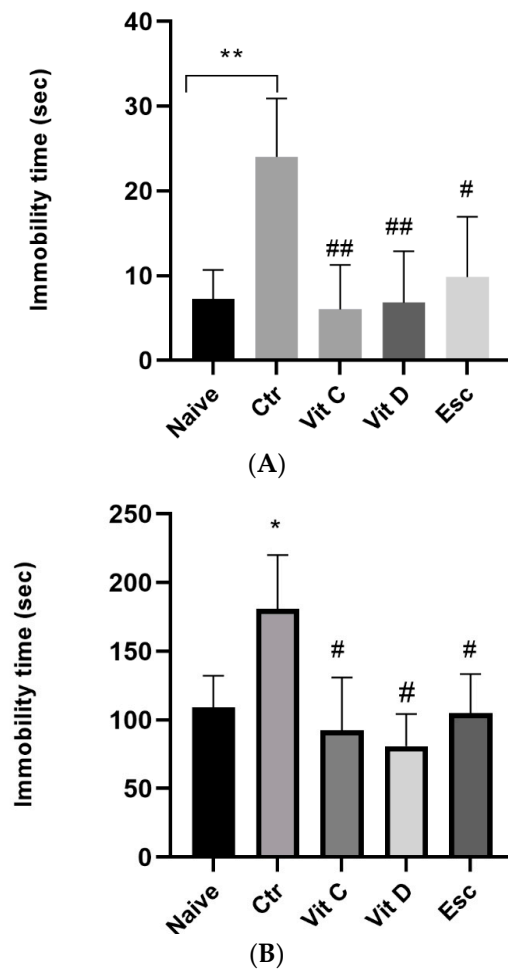 40
**
30
#
##
##
20
10
0
Immobility time (sec)
Naive
Ctr
Vit C
Vit D
Esc
(A)
250
*
200
#
#
#
150
100
50
0
Immobility time (sec)
Naive
Ctr
Vit C
Vit D
Esc
(B)